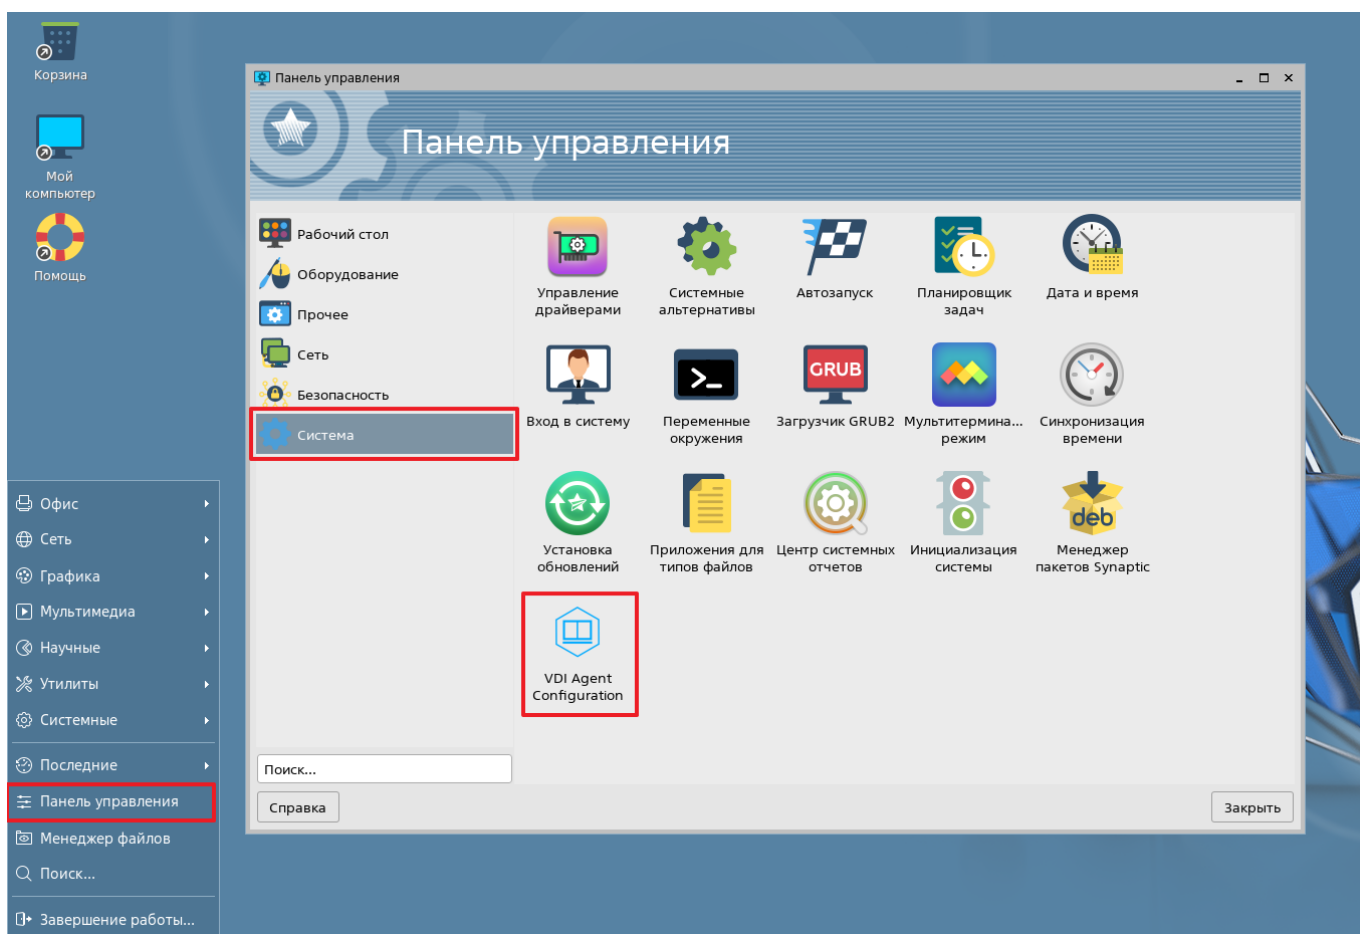 Корзина
Мой
компьютер
Помощь
Панель управления
Панель управления
Рабочий стол
Оборудование
Прочее
Сеть
Безопасность
Система
Управление
драйверами
Системные
альтернативы
Автозапуск
Планировщик
задач
Дата и время
Вход в систему
Переменные
окружения
GRUB
Загрузчик GRUB2
Мультитермина...
режим
Синхронизация
времени
Установка
обновлений
Приложения для
типов файлов
Центр системных
отчетов
Инициализация
системы
deb
Менеджер
пакетов Synaptic
VDI Agent
Configuration
Поиск...
Справка
Закрыть
Офис
Сеть
Графика
Мультимедиа
Научные
Утилиты
Системные
Последние
Панель управления
Менеджер файлов
Поиск...
Завершение работы...